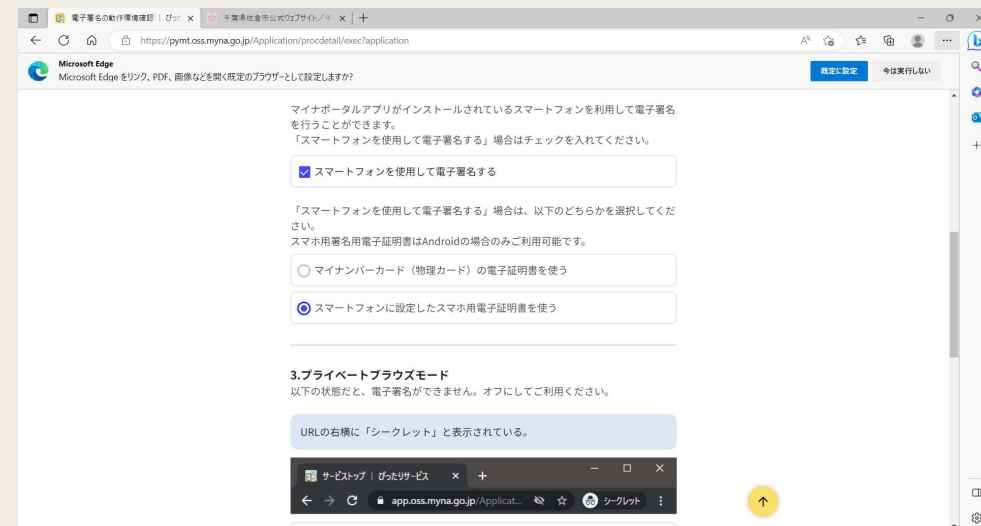 電子署名の動作環境確認 | ぴった
千葉県佐倉市公式ウェブサイト/千
https://pymt.oss.myna.go.jp/Application/procdetail/exec?application
Microsoft Edge
Microsoft Edge をリンク、PDF、画像などを開く既定のブラウザーとして設定しますか?
既定に設定
今は実行しない
マイナポータルアプリがインストールされているスマートフォンを利用して電子署名
を行うことができます。
「スマートフォンを使用して電子署名する」場合はチェックを入れてください。
スマートフォンを使用して電子署名する
「スマートフォンを使用して電子署名する」場合は、以下のどちらかを選択してくだ
さい。
スマホ用署名用電子証明書はAndroidの場合のみご利用可能です。
マイナンバーカード(物理カード)の電子証明書を使う
スマートフォンに設定したスマホ用電子証明書を使う
3.プライベートブラウズモード
以下の状態だと、電子署名ができません。オフにしてご利用ください。
URLの右横に「シークレット」と表示されている。
サービストップ | ぴったりサービス
app.oss.myna.go.jp/Applicat...
シークレット